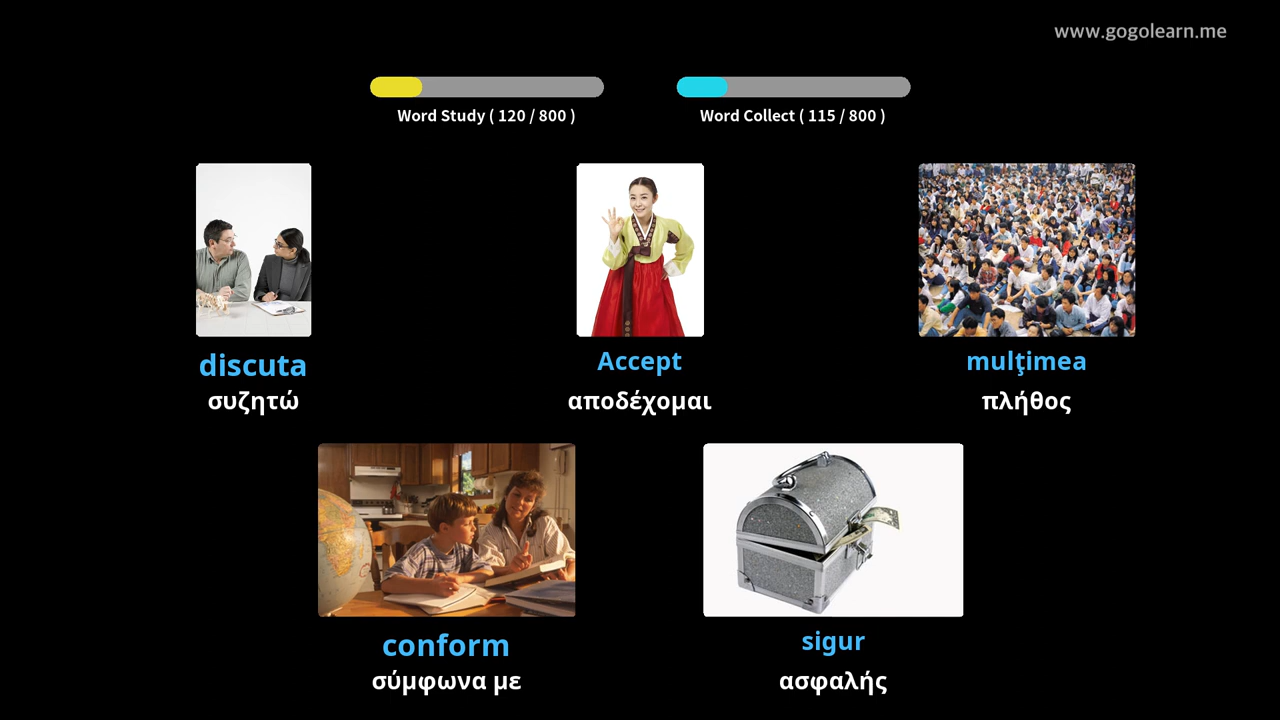 www.gogolearn.me
Word Study ( 120 / 800 )
Word Collect ( 115 / 800 )
discuta
συζητώ
Accept
αποδέχομαι
mulţimea
πλήθος
conform
σύμφωνα με
sigur
ασφαλής